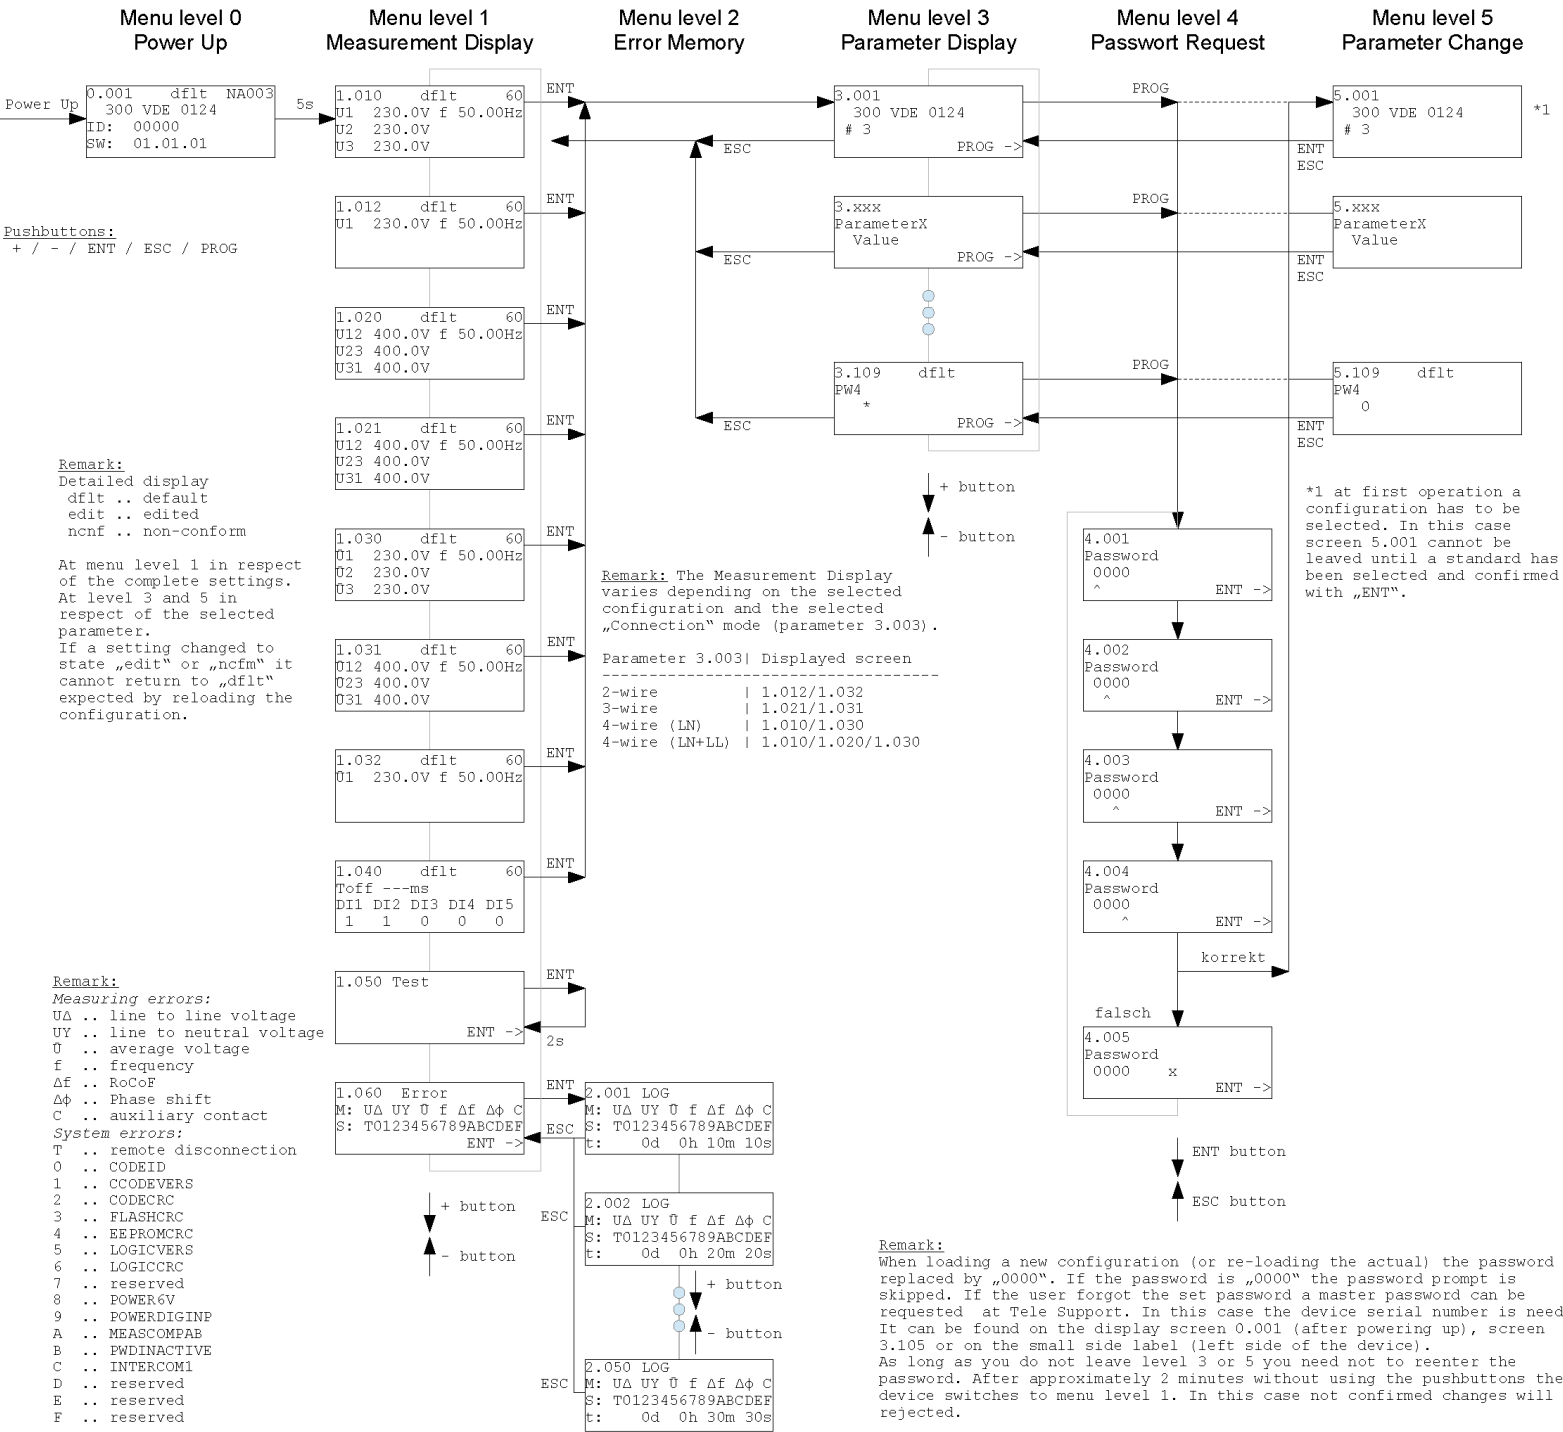 Menu level 0
Power Up
Menu level 1
Measurement Display
Menu level 2
Error Memory
Menu level 3
Parameter Display
Menu level 4
Passwort Request
Menu level 5
Parameter Change
Power Up
0.001 dflt NA003
300 VDE 0124
ID: 00000
SW: 01.01.01
5s
Pushbuttons:
+ / - / ENT / ESC / PROG
1.010 dflt 60
U1 230.0V f 50.00Hz
U2 230.0V
U3 230.0V
ENT
1.012 dflt 60
U1 230.0V f 50.00Hz
ENT
1.020 dflt 60
U12 400.0V f 50.00Hz
U23 400.0V
U31 400.0V
ENT
1.021 dflt 60
U12 400.0V f 50.00Hz
U23 400.0V
U31 400.0V
ENT
1.030 dflt 60
Û1 230.0V f 50.00Hz
Û2 230.0V
Û3 230.0V
ENT
1.031 dflt 60
Û12 400.0V f 50.00Hz
Û23 400.0V
Û31 400.0V
ENT
1.032 dflt 60
Û1 230.0V f 50.00Hz
ENT
1.040 dflt 60
Toff ---ms
DI1 DI2 DI3 DI4 DI5
1 1 0 0 0
ENT
1.050 Test
ENT ->
ENT
2s
1.060 Error
M: UΔ UY Û f Δf Δϕ C
S: T0123456789ABCDEF
ENT ->
ENT
ESC
+ button
- button
2.001 LOG
M: UΔ UY Û f Δf Δϕ C
S: T0123456789ABCDEF
t: 0d 0h 10m 10s
ESC
2.002 LOG
M: UΔ UY Û f Δf Δϕ C
S: T0123456789ABCDEF
t: 0d 0h 20m 20s
+ button
- button
ESC
2.050 LOG
M: UΔ UY Û f Δf Δϕ C
S: T0123456789ABCDEF
t: 0d 0h 30m 30s
3.001
300 VDE 0124
# 3
PROG ->
ESC
PROG
3.xxx
ParameterX
Value
PROG ->
ESC
PROG
3.109 dflt
PW4
*
PROG ->
ESC
PROG
+ button
- button
5.001
300 VDE 0124
# 3
ENT
ESC
*1
5.xxx
ParameterX
Value
ENT
ESC
5.109 dflt
PW4
0
ENT
ESC
*1 at first operation a
configuration has to be
selected. In this case
screen 5.001 cannot be
leaved until a standard has
been selected and confirmed
with „ENT“.
4.001
Password
0000
^
ENT ->
4.002
Password
0000
^
ENT ->
4.003
Password
0000
^
ENT ->
4.004
Password
0000
^
ENT ->
korrekt
falsch
4.005
Password
0000 x
ENT ->
ENT button
ESC button
Remark:
Detailed display
dflt .. default
edit .. edited
ncnf .. non-conform
At menu level 1 in respect
of the complete settings.
At level 3 and 5 in
respect of the selected
parameter.
If a setting changed to
state „edit“ or „ncfm“ it
cannot return to „dflt“
expected by reloading the
configuration.
Remark: The Measurement Display
varies depending on the selected
configuration and the selected
„Connection“ mode (parameter 3.003).
Parameter 3.003| Displayed screen
------------------------------------
2-wire | 1.012/1.032
3-wire | 1.021/1.031
4-wire (LN) | 1.010/1.030
4-wire (LN+LL) | 1.010/1.020/1.030
Remark:
Measuring errors:
UΔ .. line to line voltage
UY .. line to neutral voltage
Û .. average voltage
f .. frequency
Δf .. RoCoF
Δϕ .. Phase shift
C .. auxiliary contact
System errors:
T .. remote disconnection
0 .. CODEID
1 .. CCODEVERS
2 .. CODECRC
3 .. FLASHCRC
4 .. EEPROMCRC
5 .. LOGICVERS
6 .. LOGICCRC
7 .. reserved
8 .. POWER6V
9 .. POWERDIGINP
A .. MEASCOMPAB
B .. PWDINACTIVE
C .. INTERCOM1
D .. reserved
E .. reserved
F .. reserved
Remark:
When loading a new configuration (or re-loading the actual) the password
replaced by „0000“. If the password is „0000“ the password prompt is
skipped. If the user forgot the set password a master password can be
requested at Tele Support. In this case the device serial number is need
It can be found on the display screen 0.001 (after powering up), screen
3.105 or on the small side label (left side of the device).
As long as you do not leave level 3 or 5 you need not to reenter the
password. After approximately 2 minutes without using the pushbuttons the
device switches to menu level 1. In this case not confirmed changes will
rejected.